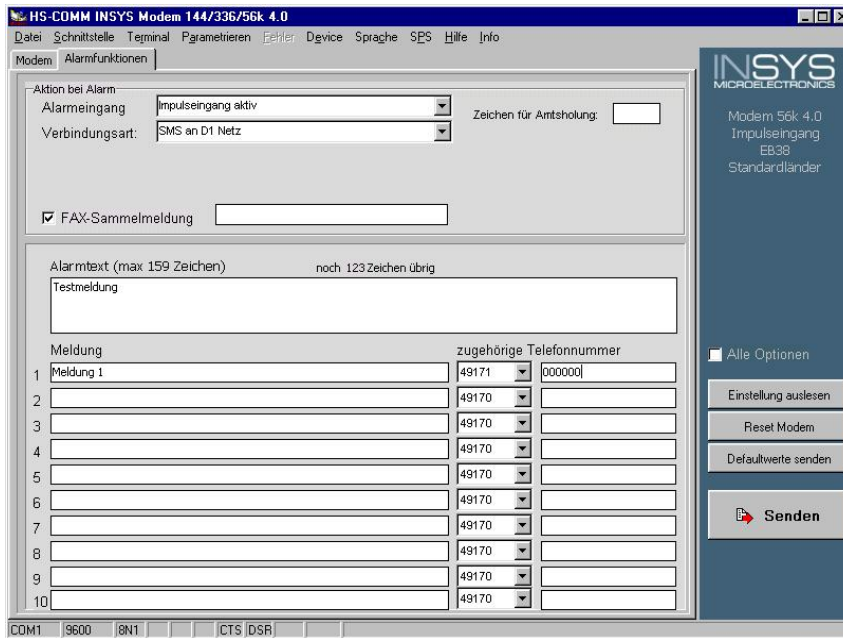 HS-COMM INSYS Modem 144/336/56k 4.0
Datei Schnittstelle Terminal Parametrieren Fehler Device Sprache SPS Hilfe Info
Modem Alarmfunktionen
INSYS
MICROELECTRONICS
Modem 56k 4.0
Impulseingang
EB38
Standardländer
Aktion bei Alarm
Alarmeingang Impulseingang aktiv Zeichen für Amtsholung:
Verbindungsart: SMS an D1 Netz
FAX-Sammelmeldung
Alarmtext (max 159 Zeichen) noch 123 Zeichen übrig
Testmeldung
Meldung zugehörige Telefonnummer
1 Meldung 1 49171 000000
2 49170
3 49170
4 49170
5 49170
6 49170
7 49170
8 49170
9 49170
10 49170
Alle Optionen
Einstellung auslesen
Reset Modem
Defaultwerte senden
Senden
COM1 9600 8N1 CTS DSR